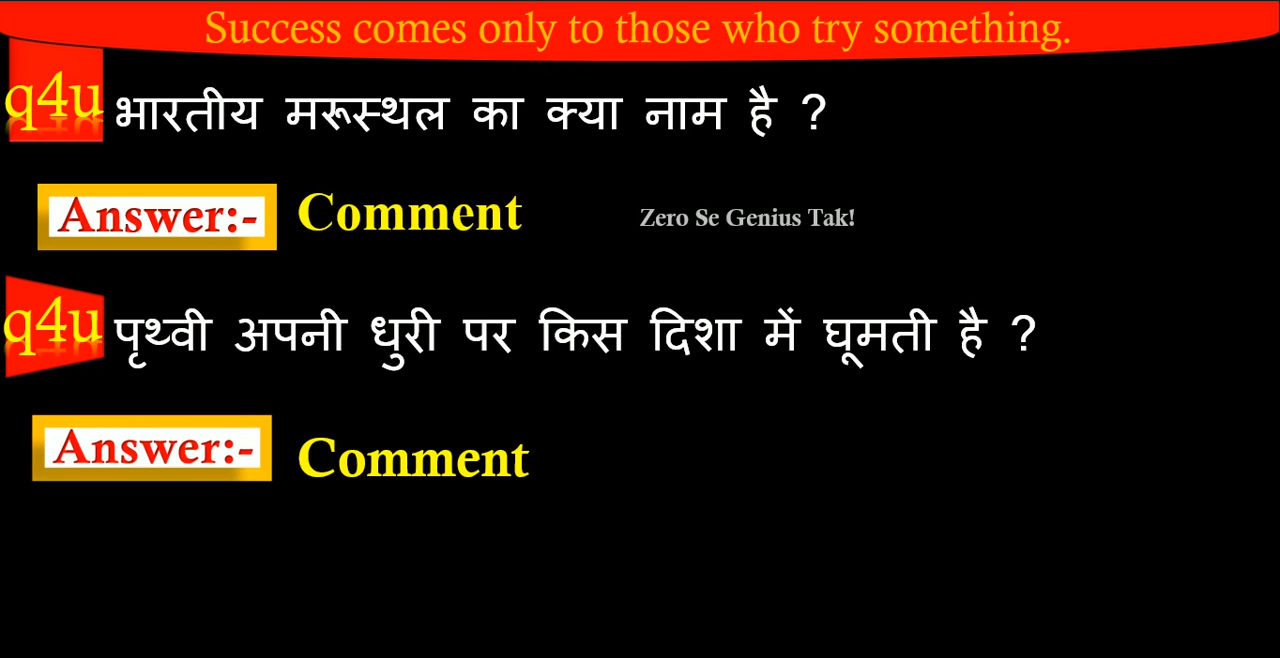 Success comes only to those who try something.
q4u भारतीय मरूस्थल का क्या नाम है ?
Answer:- Comment Zero Se Genius Tak!
q4u पृथ्वी अपनी धुरी पर किस दिशा में घूमती है ?
Answer:- Comment